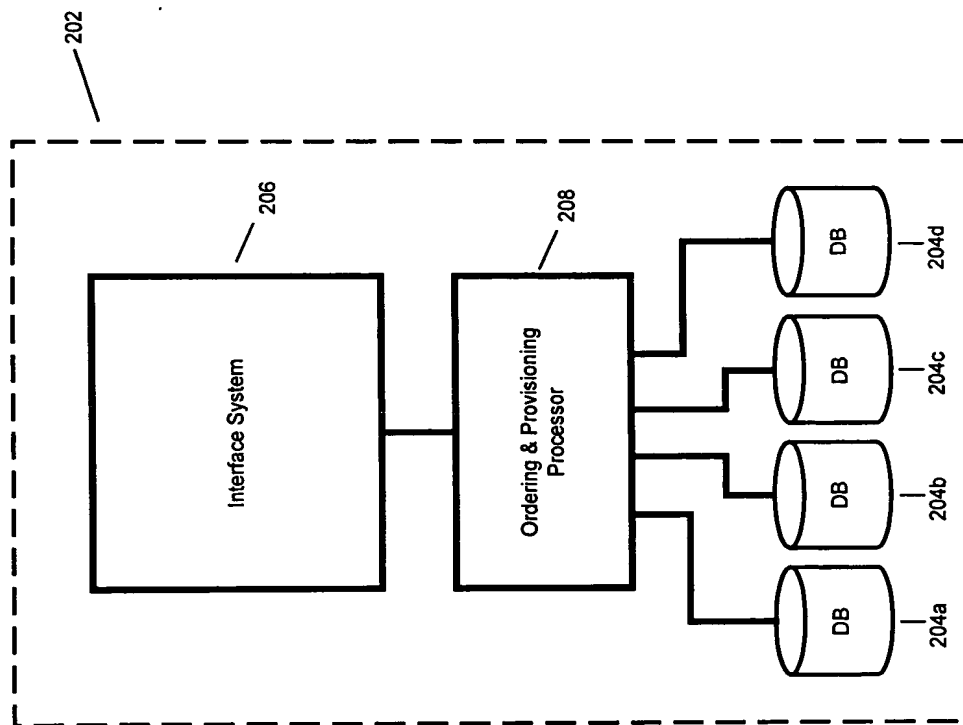 202
206
Interface System
208
Ordering & Provisioning
Processor
DB
DB
DB
DB
204a
204b
204c
204d